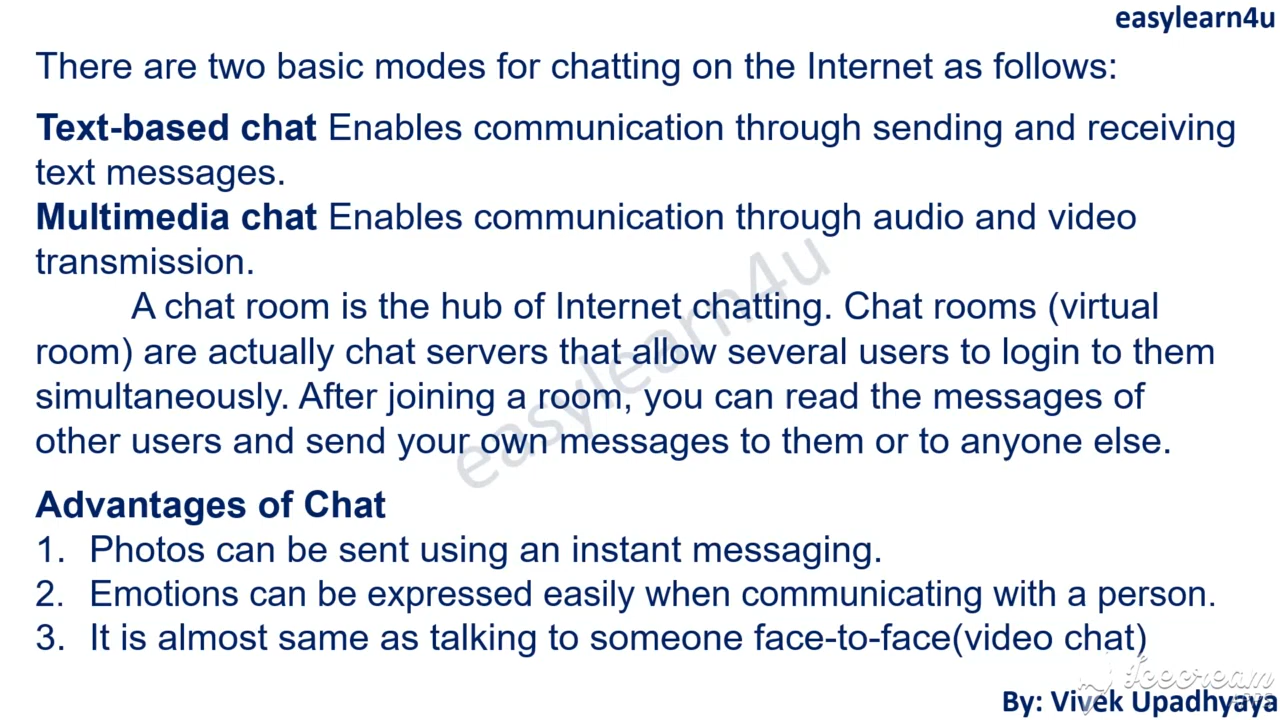 easylearn4u
There are two basic modes for chatting on the Internet as follows:
Text-based chat Enables communication through sending and receiving
text messages.
Multimedia chat Enables communication through audio and video
transmission.
A chat room is the hub of Internet chatting. Chat rooms (virtual
room) are actually chat servers that allow several users to login to them
simultaneously. After joining a room, you can read the messages of
other users and send your own messages to them or to anyone else.
easylearn4u
Advantages of Chat
1. Photos can be sent using an instant messaging.
2. Emotions can be expressed easily when communicating with a person.
3. It is almost same as talking to someone face-to-face(video chat)
Icecream
APPS
By: Vivek Upadhyaya